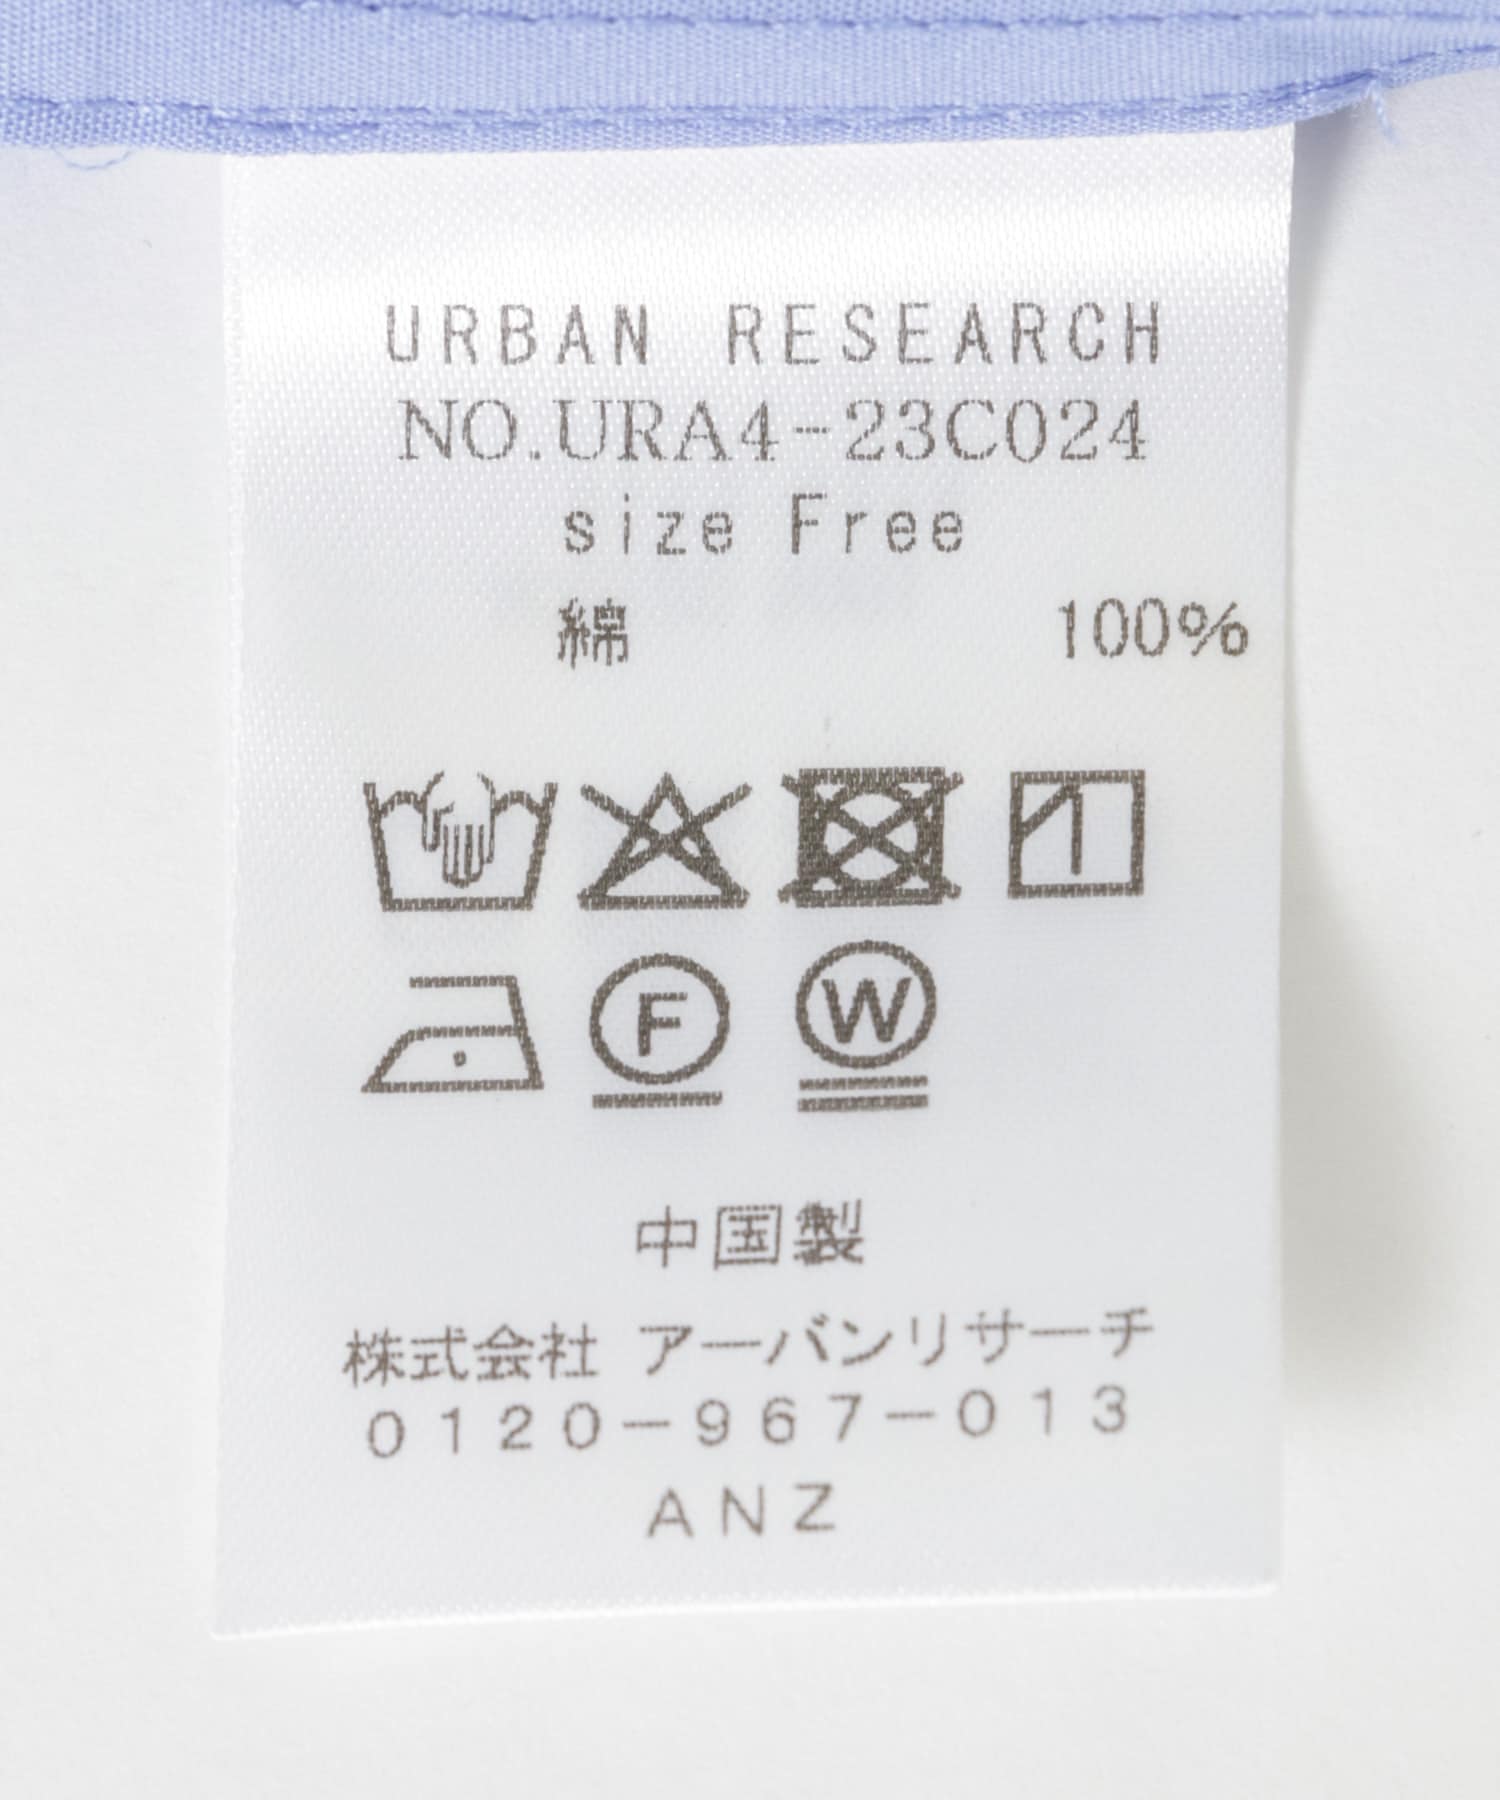 URBAN RESEARCH
NO.URA4-23C024
size Free
綿 100%
F W
中国製
株式会社 アーバンリサーチ
0120-967-013
ANZ